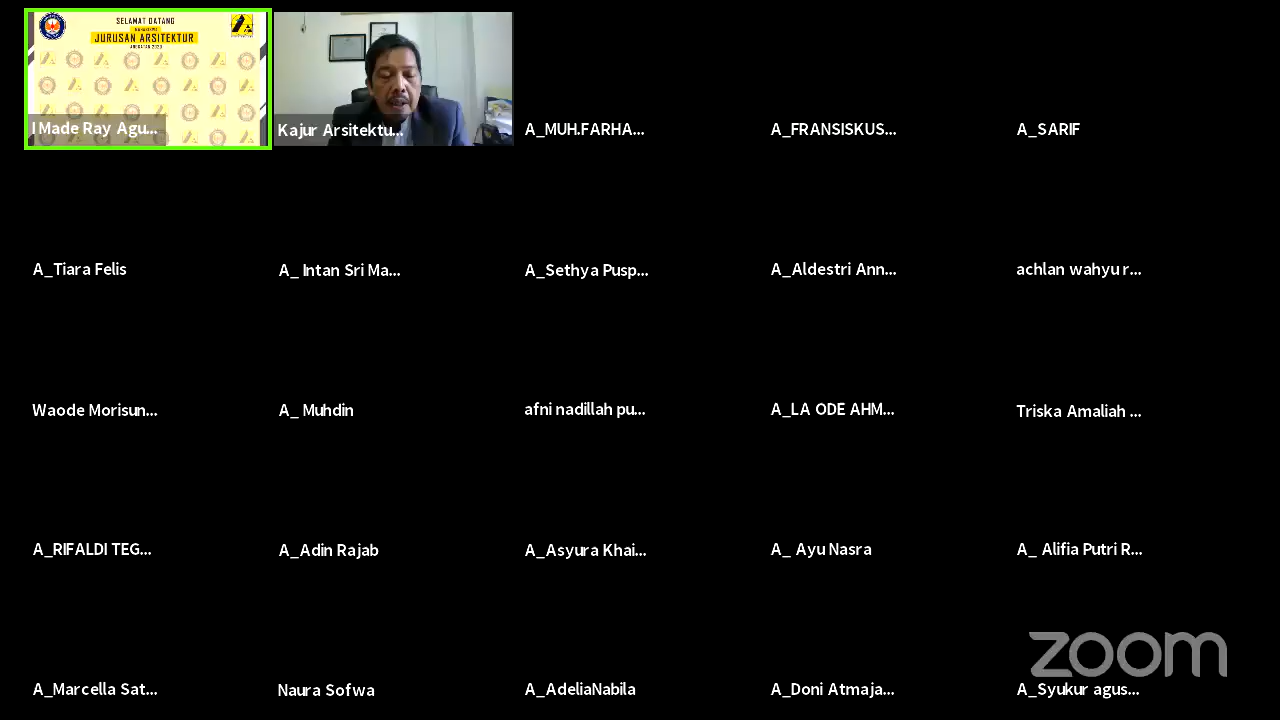 SELAMAT DATANG
MAHASISWA
JURUSAN ARSITEKTUR
ANGKATAN 2020
I Made Ray Agu...
Kajur Arsitektu...
A_MUH.FARHA...
A_FRANSISKUS...
A_SARIF
A_Tiara Felis
A_ Intan Sri Ma...
A_Sethya Pusp...
A_Aldestri Ann...
achlan wahyu r...
Waode Morisun...
A_ Muhdin
afni nadillah pu...
A_LA ODE AHM...
Triska Amaliah ...
A_RIFALDI TEG...
A_Adin Rajab
A_Asyura Khai...
A_ Ayu Nasra
A_ Alifia Putri R...
zoom
A_Marcella Sat...
Naura Sofwa
A_AdeliaNabila
A_Doni Atmaja...
A_Syukur agus...